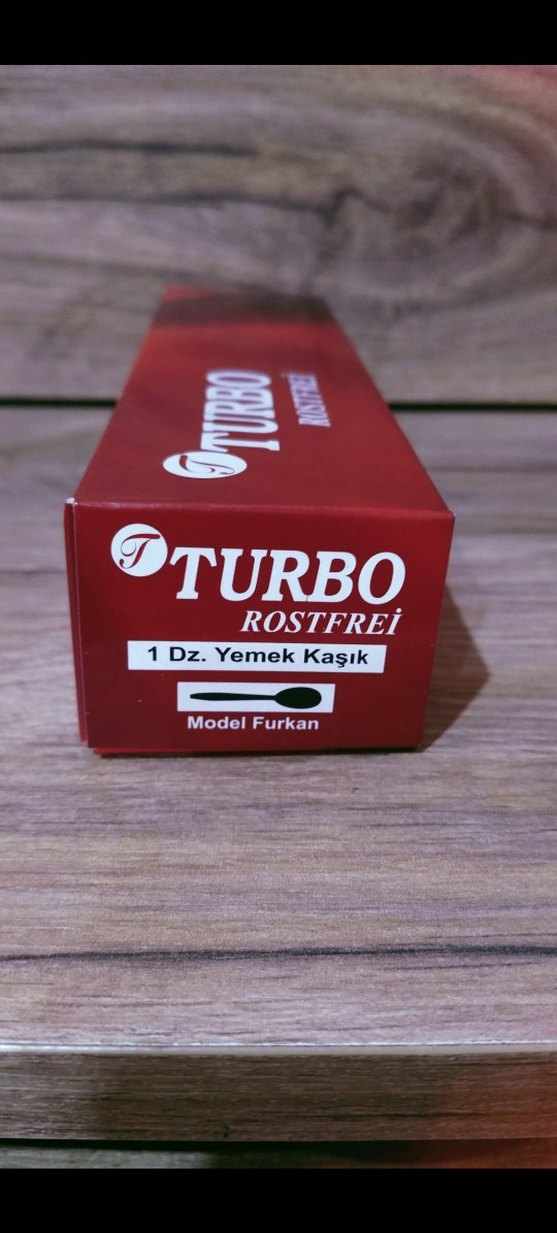 TURBO
ROSTFREİ
T TURBO
ROSTFREİ
1 Dz. Yemek Kaşık
Model Furkan